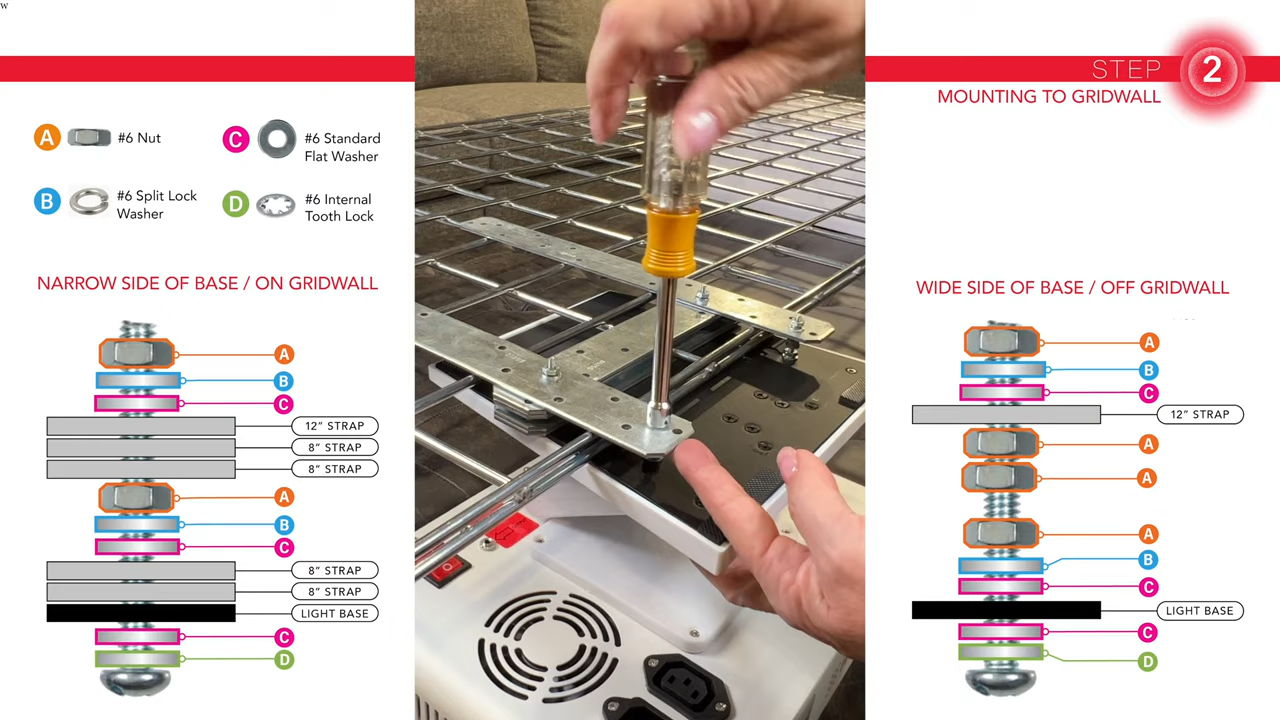 w
STEP 2
MOUNTING TO GRIDWALL
A #6 Nut
C #6 Standard
Flat Washer
B #6 Split Lock
Washer
D #6 Internal
Tooth Lock
NARROW SIDE OF BASE / ON GRIDWALL
A
B
C
12” STRAP
8” STRAP
8” STRAP
A
B
C
8” STRAP
8” STRAP
LIGHT BASE
C
D
WIDE SIDE OF BASE / OFF GRIDWALL
A
B
C
12” STRAP
A
A
A
B
C
LIGHT BASE
C
D